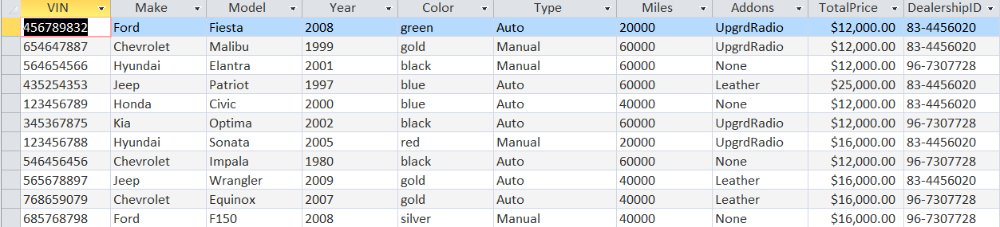 VIN Make Model Year Color Type Miles Addons TotalPrice DealershipID
456789832 Ford Fiesta 2008 green Auto 20000 UpgrdRadio $12,000.00 83-4456020
654647887 Chevrolet Malibu 1999 gold Manual 60000 UpgrdRadio $12,000.00 83-4456020
564654566 Hyundai Elantra 2001 black Manual 60000 None $12,000.00 96-7307728
435254353 Jeep Patriot 1997 blue Auto 60000 Leather $25,000.00 83-4456020
123456789 Honda Civic 2000 blue Auto 40000 None $12,000.00 83-4456020
345367875 Kia Optima 2002 black Auto 60000 UpgrdRadio $12,000.00 96-7307728
123456788 Hyundai Sonata 2005 red Manual 20000 UpgrdRadio $16,000.00 83-4456020
546456456 Chevrolet Impala 1980 black Auto 60000 None $12,000.00 96-7307728
565678897 Jeep Wrangler 2009 gold Auto 40000 Leather $16,000.00 83-4456020
768659079 Chevrolet Equinox 2007 gold Auto 40000 Leather $16,000.00 96-7307728
685768798 Ford F150 2008 silver Manual 40000 None $16,000.00 96-7307728